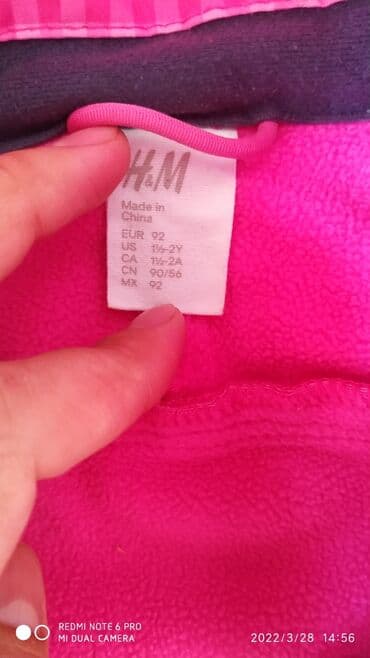 H&M
Made in
China
EUR 92
US 1½-2Y
CA 1½-2A
CN 90/56
MX 92
REDMI NOTE 6 PRO
MI DUAL CAMERA
2022/3/28 14:56